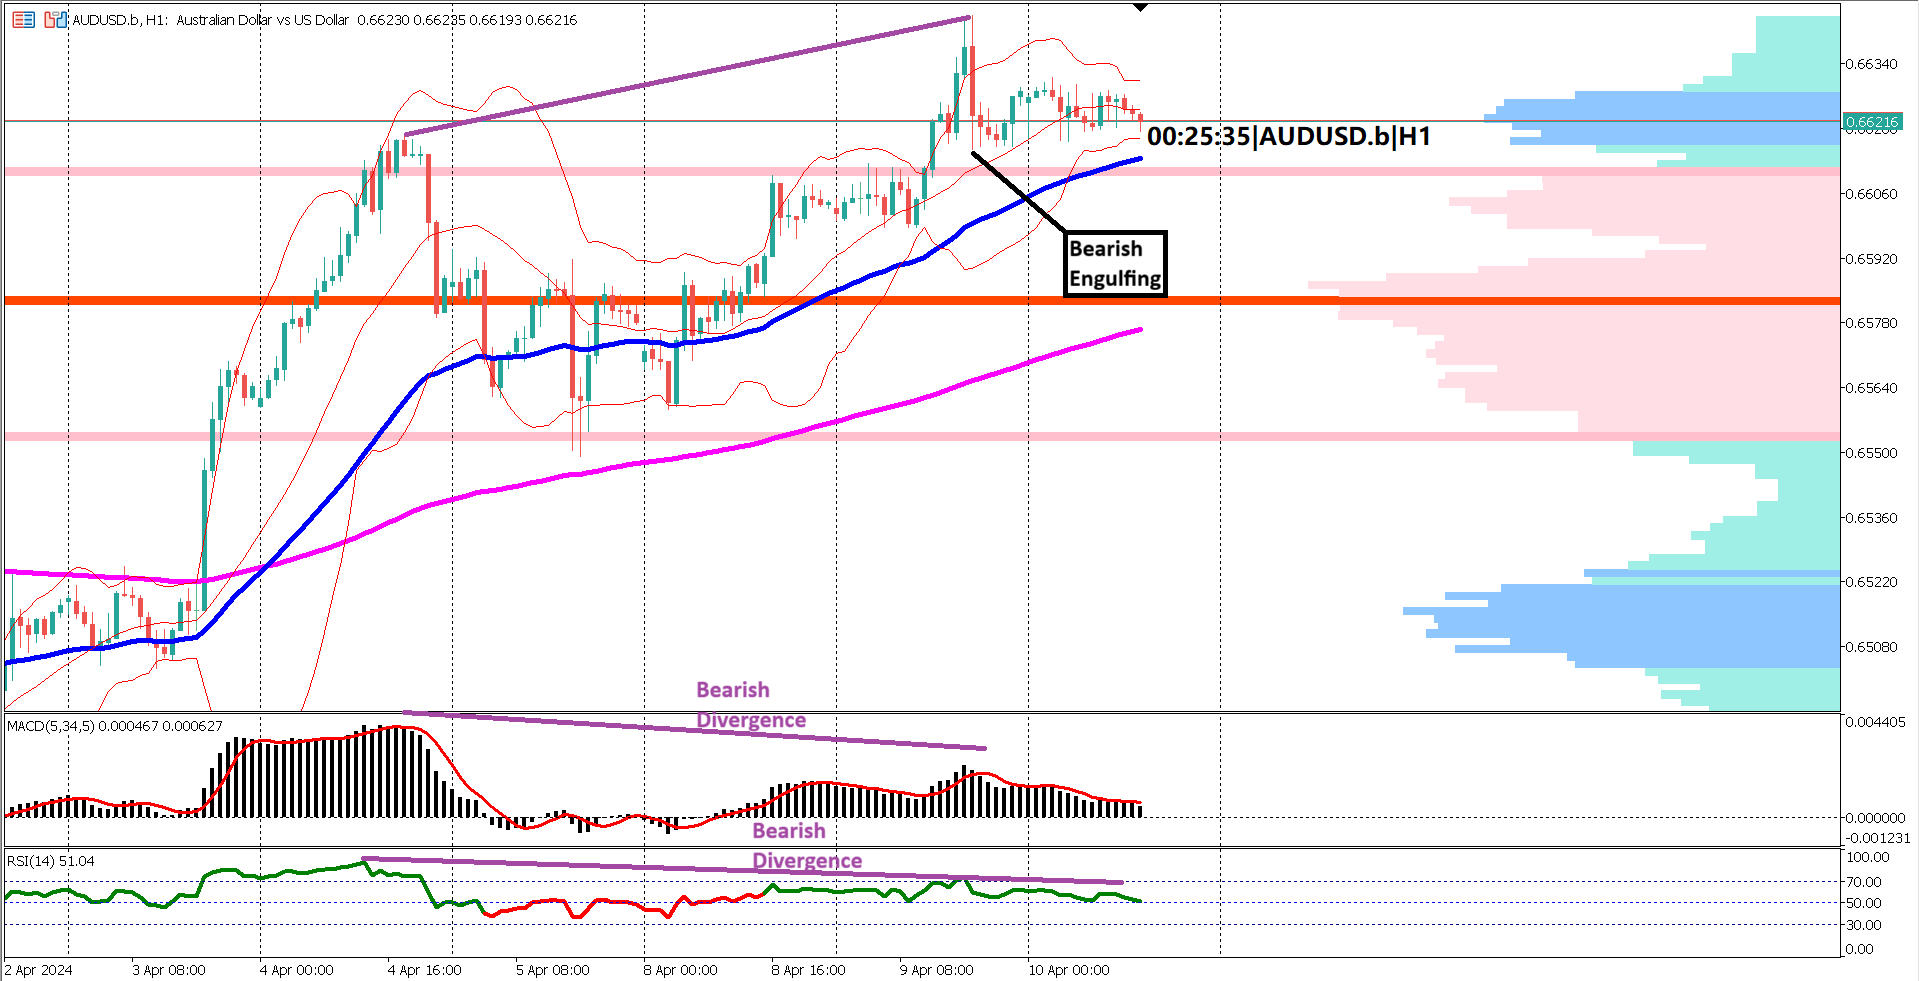 AUDUSD.b, H1: Australian Dollar vs US Dollar 0.66230 0.66235 0.66193 0.66216
0.66340
0.66216
00:25:35|AUDUSD.b|H1
0.66060
Bearish
Engulfing
0.65920
0.65780
0.65640
0.65500
0.65360
0.65220
0.65080
Bearish
Divergence
MACD(5,34,5) 0.000467 0.000627
0.004405
0.000000
Bearish
-0.001231
Divergence
RSI(14) 51.04
100.00
70.00
50.00
30.00
0.00
2 Apr 2024
3 Apr 08:00
4 Apr 00:00
4 Apr 16:00
5 Apr 08:00
8 Apr 00:00
8 Apr 16:00
9 Apr 08:00
10 Apr 00:00